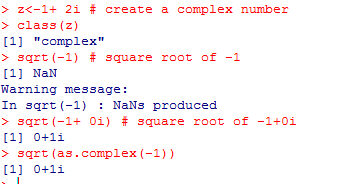 > z<-1+ 2i # create a complex number
> class(z)
[1] "complex"
> sqrt(-1) # square root of -1
[1] NaN
Warning message:
In sqrt(-1) : NaNs produced
> sqrt(-1+ 0i) # square root of -1+0i
[1] 0+1i
> sqrt(as.complex(-1))
[1] 0+1i
>